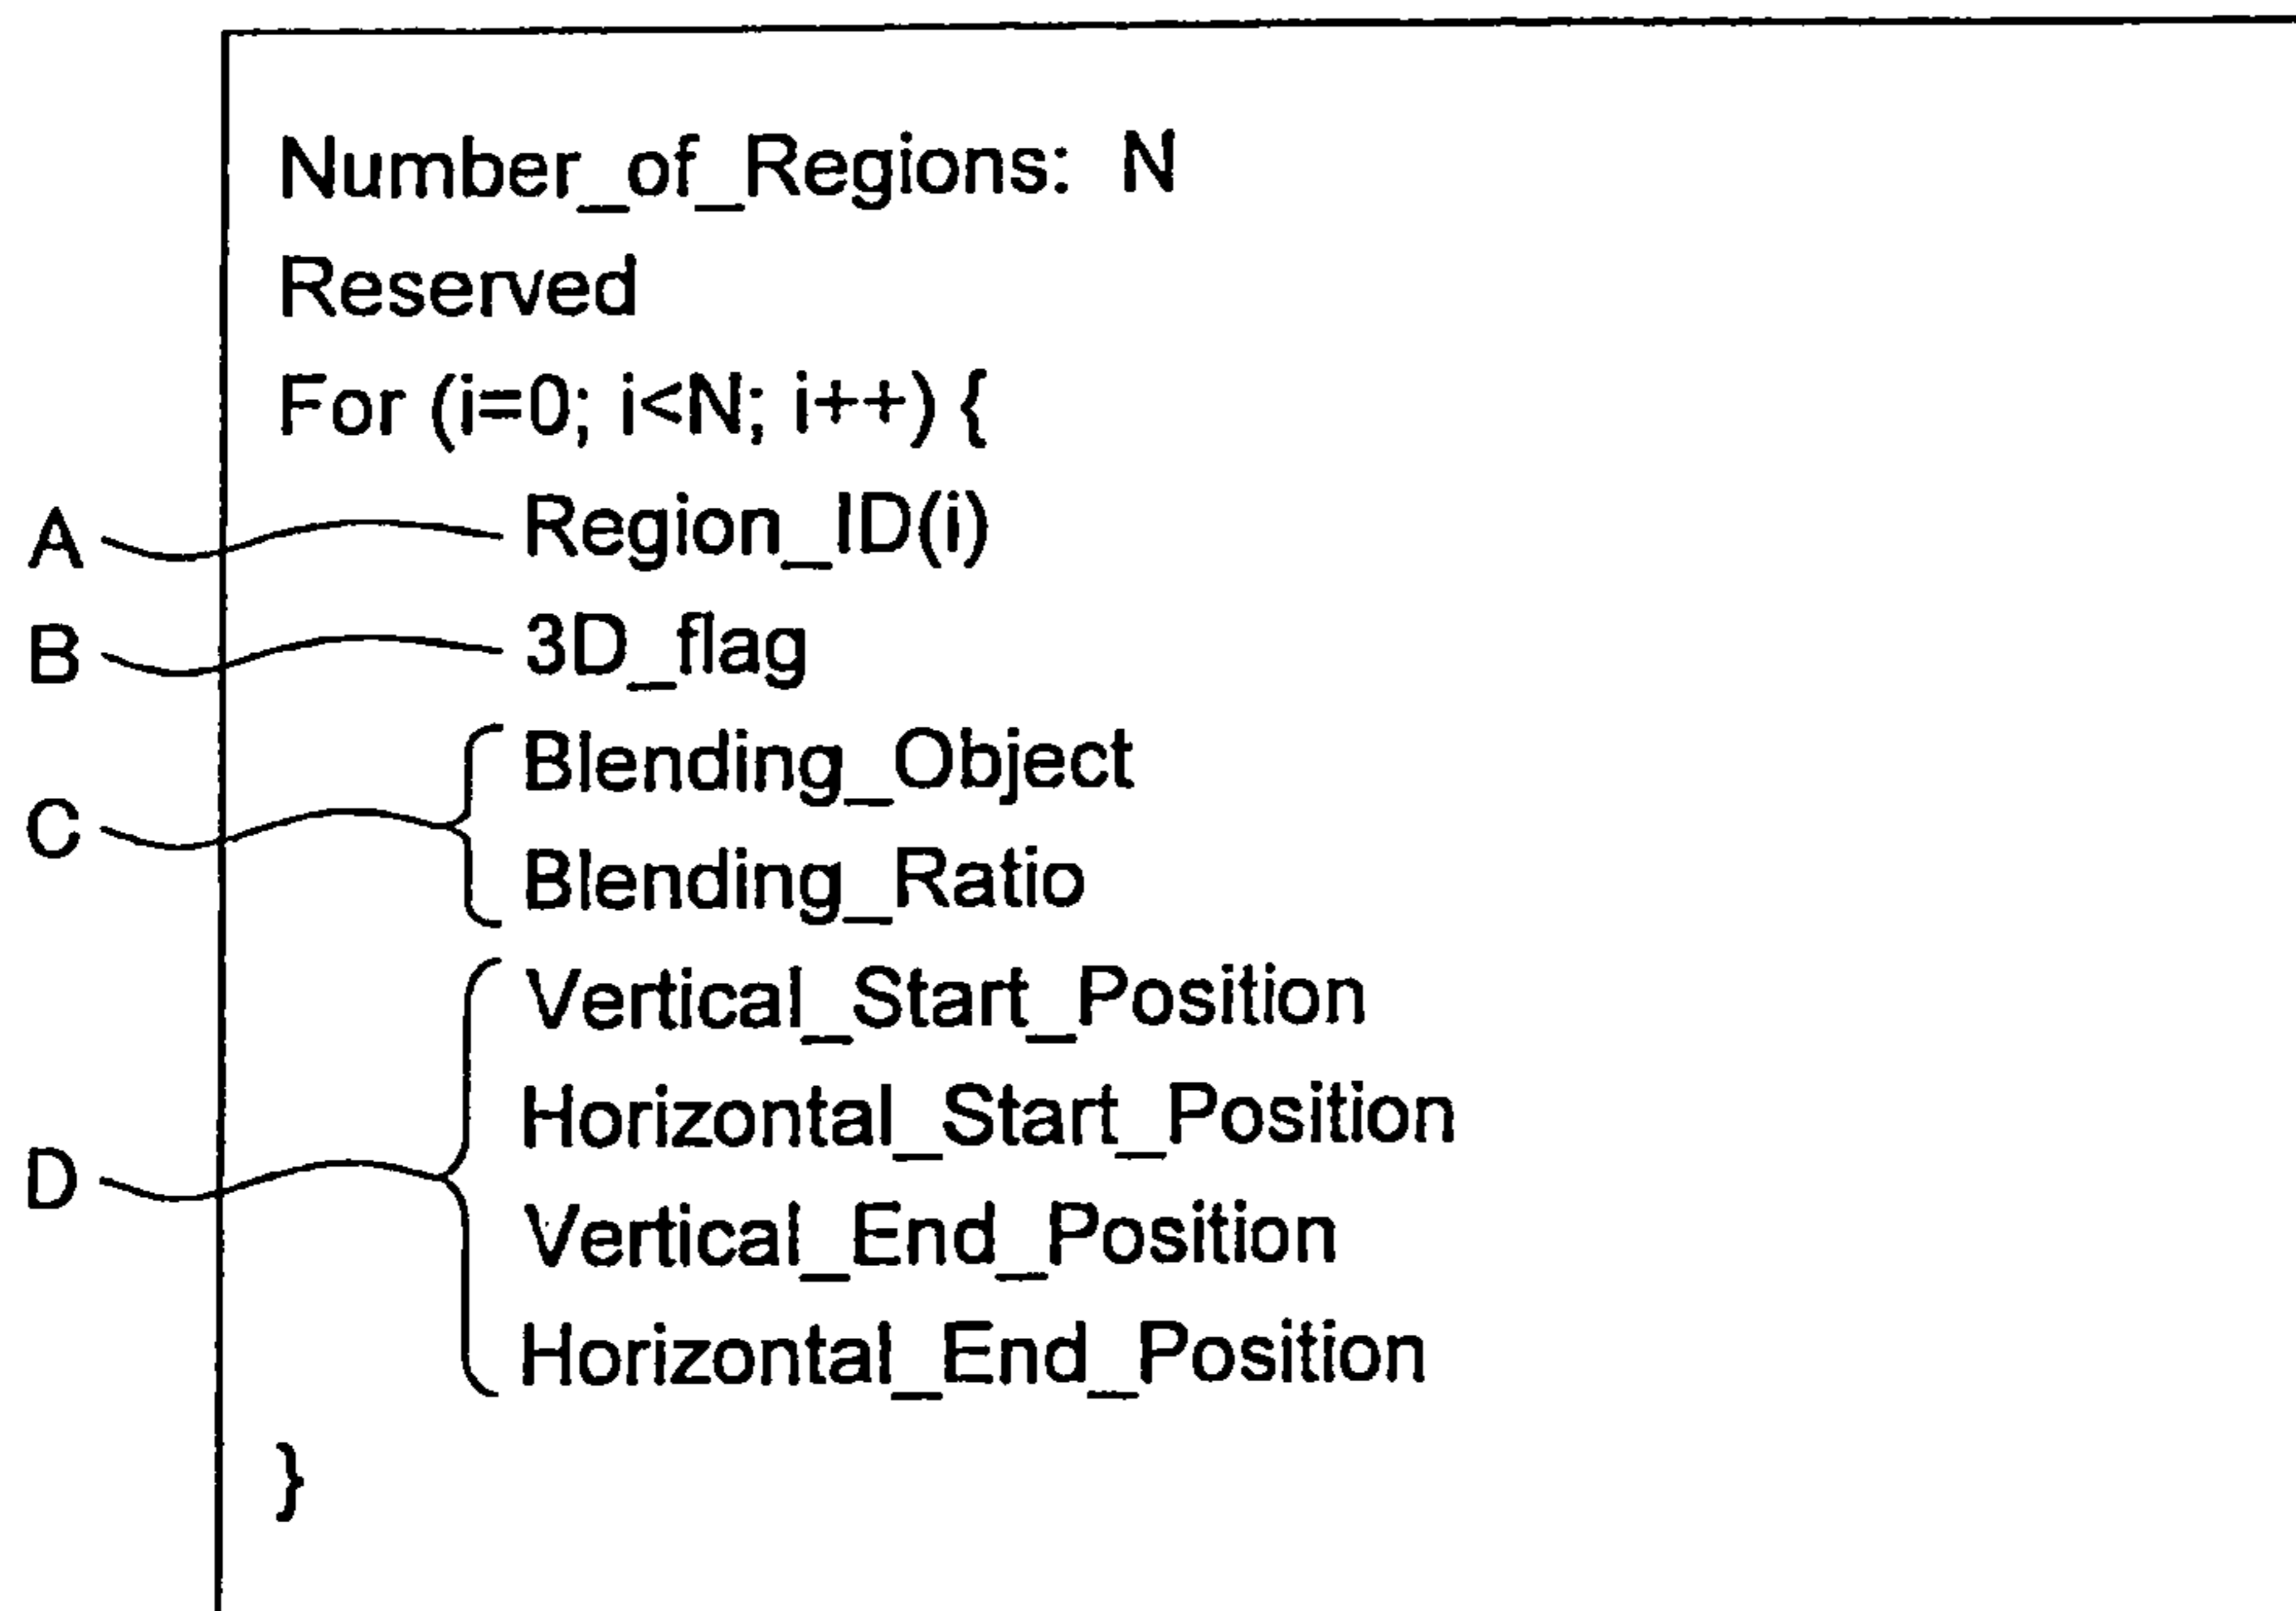 Number_of_Regions: N
Reserved
For (i=0; i<N; i++) {
A Region_ID(i)
B 3D_flag
Blending_Object
C
Blending_Ratio
Vertical_Start_Position
Horizontal_Start_Position
D
Vertical_End_Position
Horizontal_End_Position
}